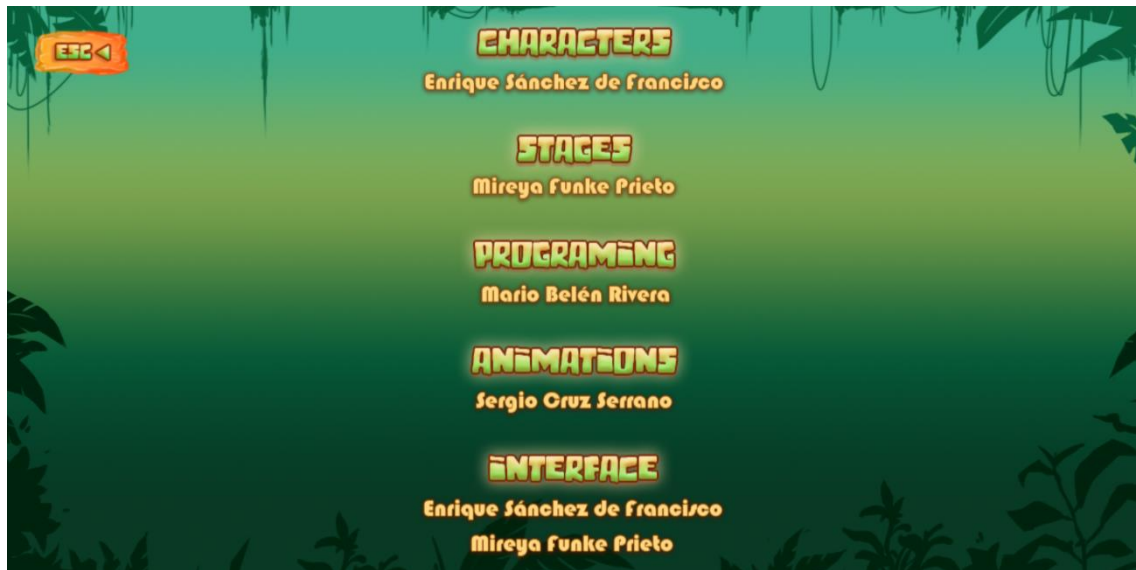 ESC
CHARACTERS
Enrique Sánchez de Francisco
STAGES
Mireya Funke Prieto
PROGRAMING
Mario Belén Rivera
ANIMATIONS
Sergio Cruz Serrano
INTERFACE
Enrique Sánchez de Francisco
Mireya Funke Prieto